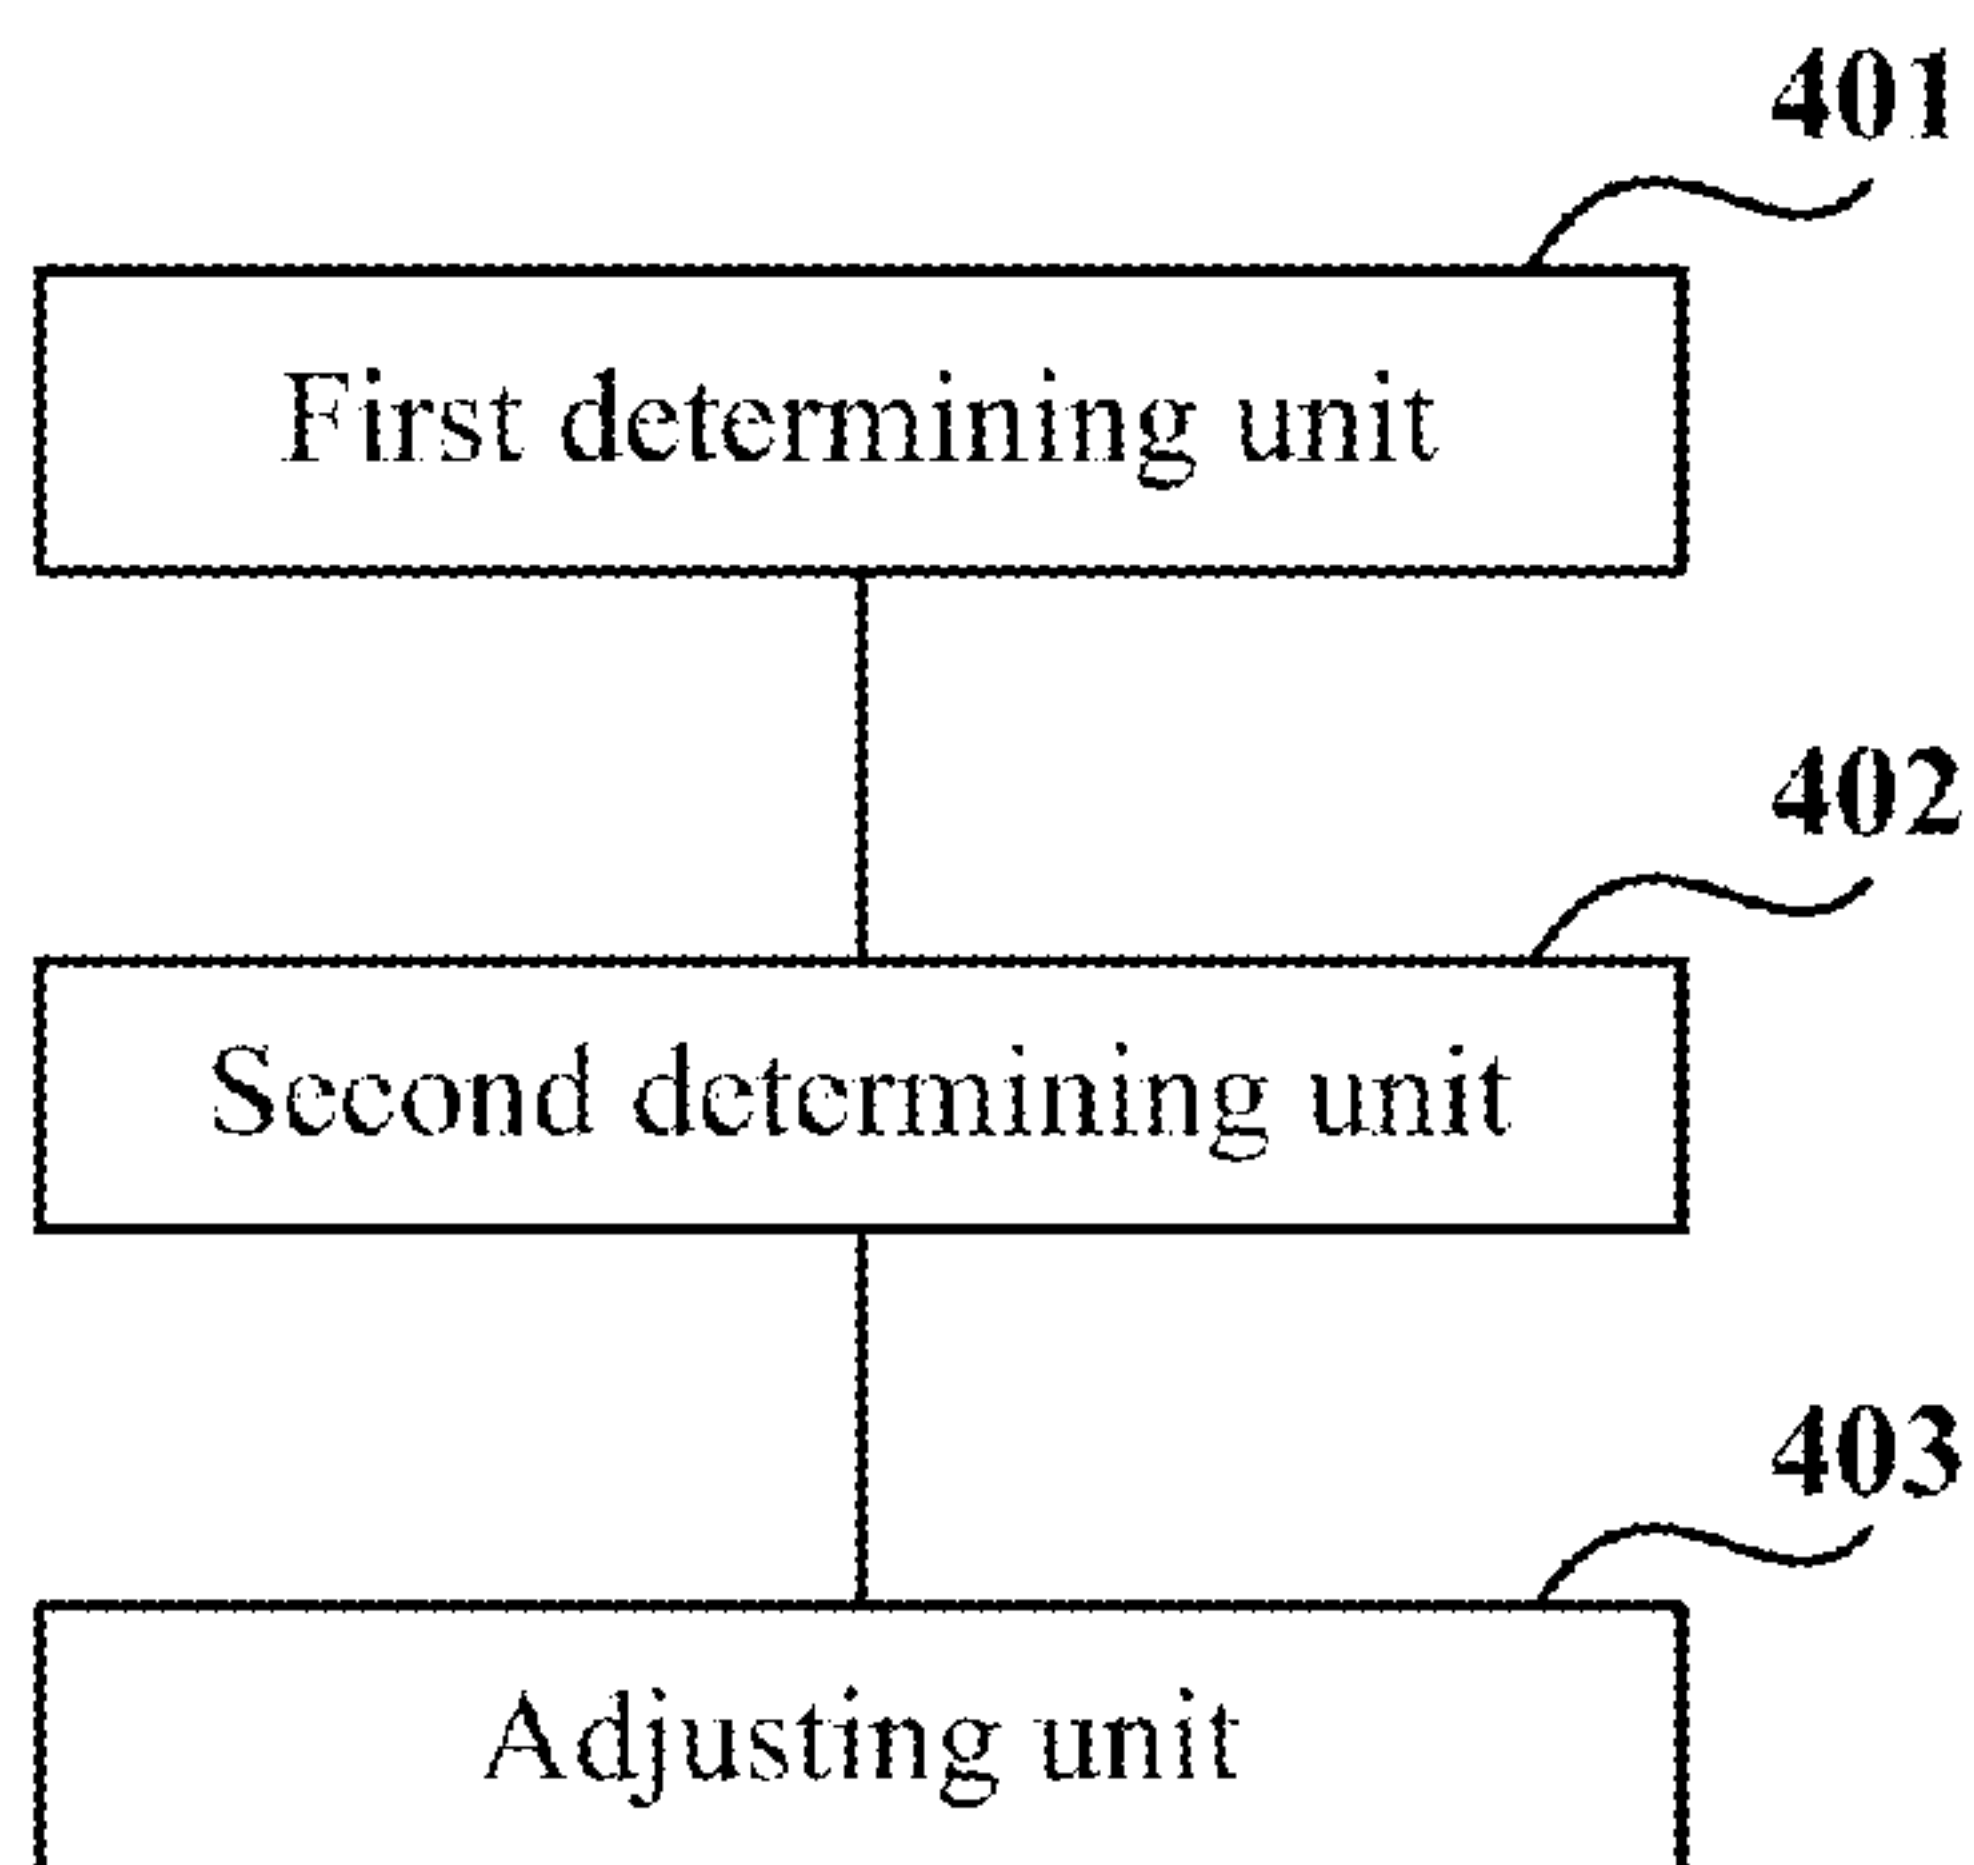 401
First determining unit
402
Second determining unit
403
Adjusting unit